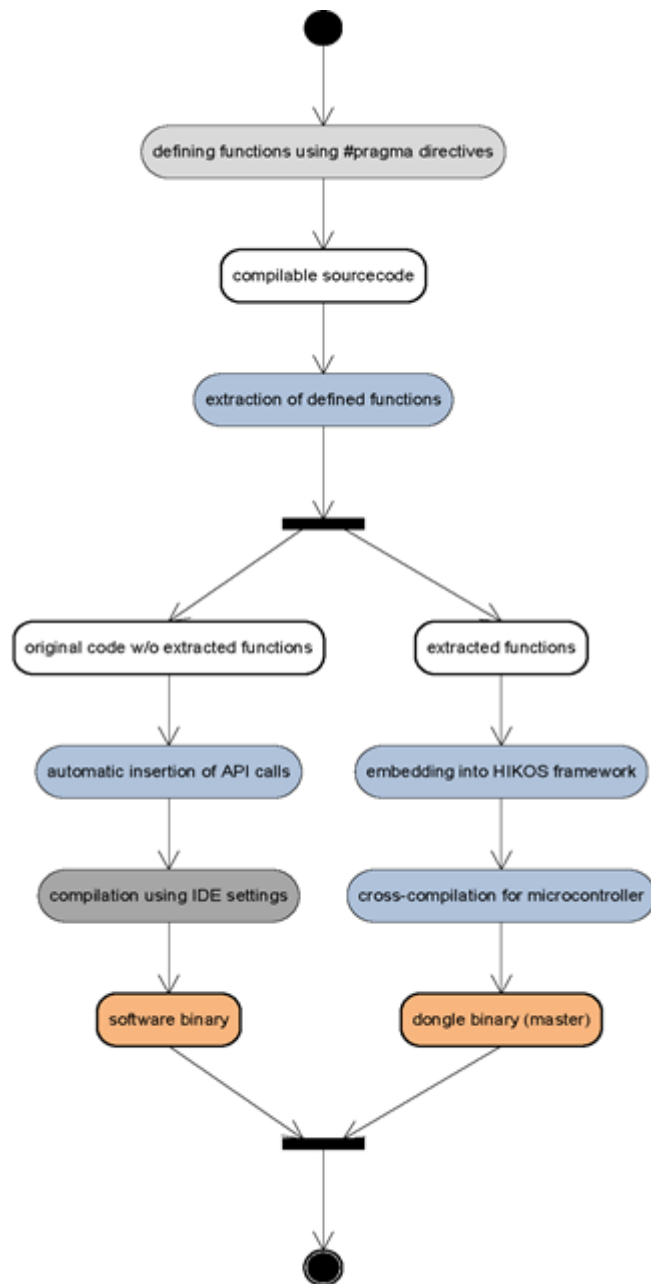 defining functions using #pragma directives
compilable sourcecode
extraction of defined functions
original code w/o extracted functions
extracted functions
automatic insertion of API calls
embedding into HIKOS framework
compilation using IDE settings
cross-compilation for microcontroller
software binary
dongle binary (master)